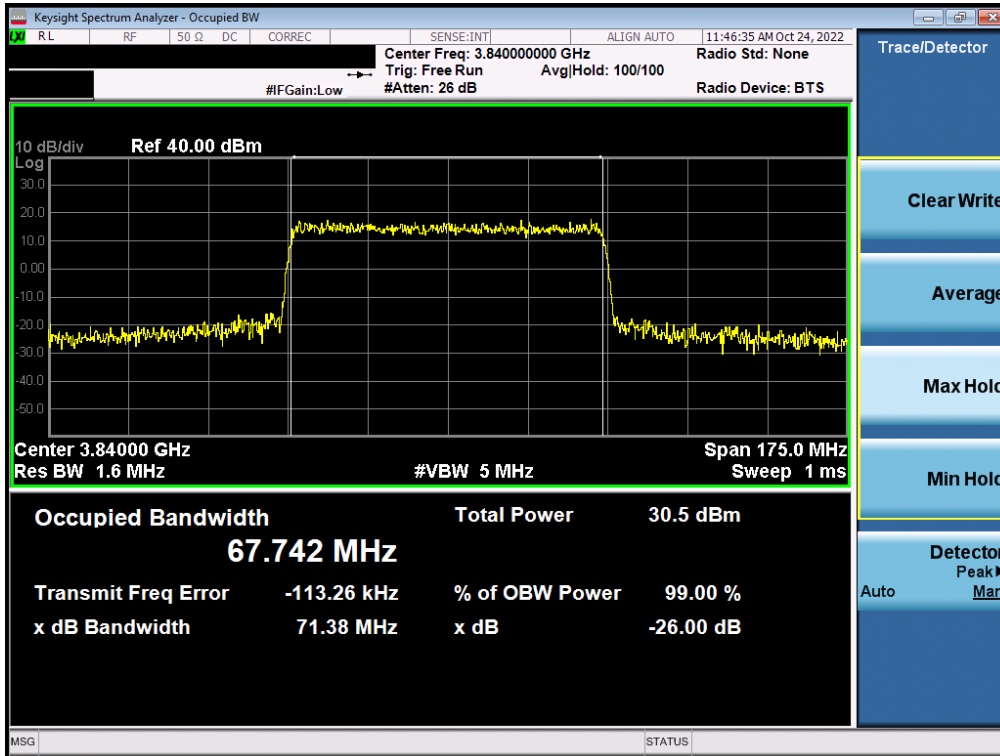 Keysight Spectrum Analyzer - Occupied BW
LXI RL RF 50 Ω DC CORREC SENSE:INT ALIGN AUTO 11:46:35 AM Oct 24, 2022
Center Freq: 3.840000000 GHz Radio Std: None
Trig: Free Run Avg|Hold: 100/100
#IFGain:Low #Atten: 26 dB Radio Device: BTS
Trace/Detector
10 dB/div Ref 40.00 dBm
Log
30.0
20.0
10.0
0.00
-10.0
-20.0
-30.0
-40.0
-50.0
Center 3.84000 GHz Span 175.0 MHz
Res BW 1.6 MHz #VBW 5 MHz Sweep 1 ms
Occupied Bandwidth Total Power 30.5 dBm
67.742 MHz
Transmit Freq Error -113.26 kHz % of OBW Power 99.00 %
x dB Bandwidth 71.38 MHz x dB -26.00 dB
Clear Write
Average
Max Hold
Min Hold
Detector
Peak▶
Auto Man
MSG STATUS